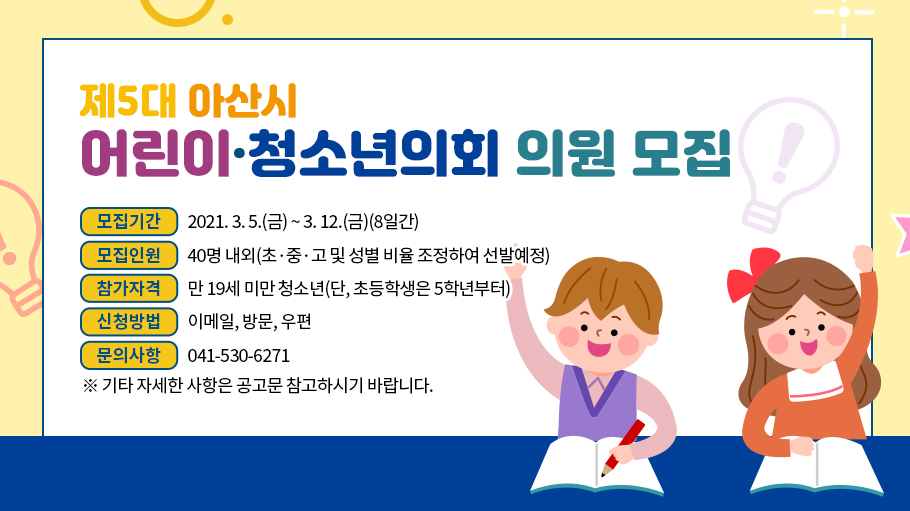 제5대 아산시
어린이·청소년의회 의원 모집
모집기간 2021. 3. 5.(금) ~ 3. 12.(금)(8일간)
모집인원 40명 내외(초·중·고 및 성별 비율 조정하여 선발예정)
참가자격 만 19세 미만 청소년(단, 초등학생은 5학년부터)
신청방법 이메일, 방문, 우편
문의사항 041-530-6271
※ 기타 자세한 사항은 공고문 참고하시기 바랍니다.